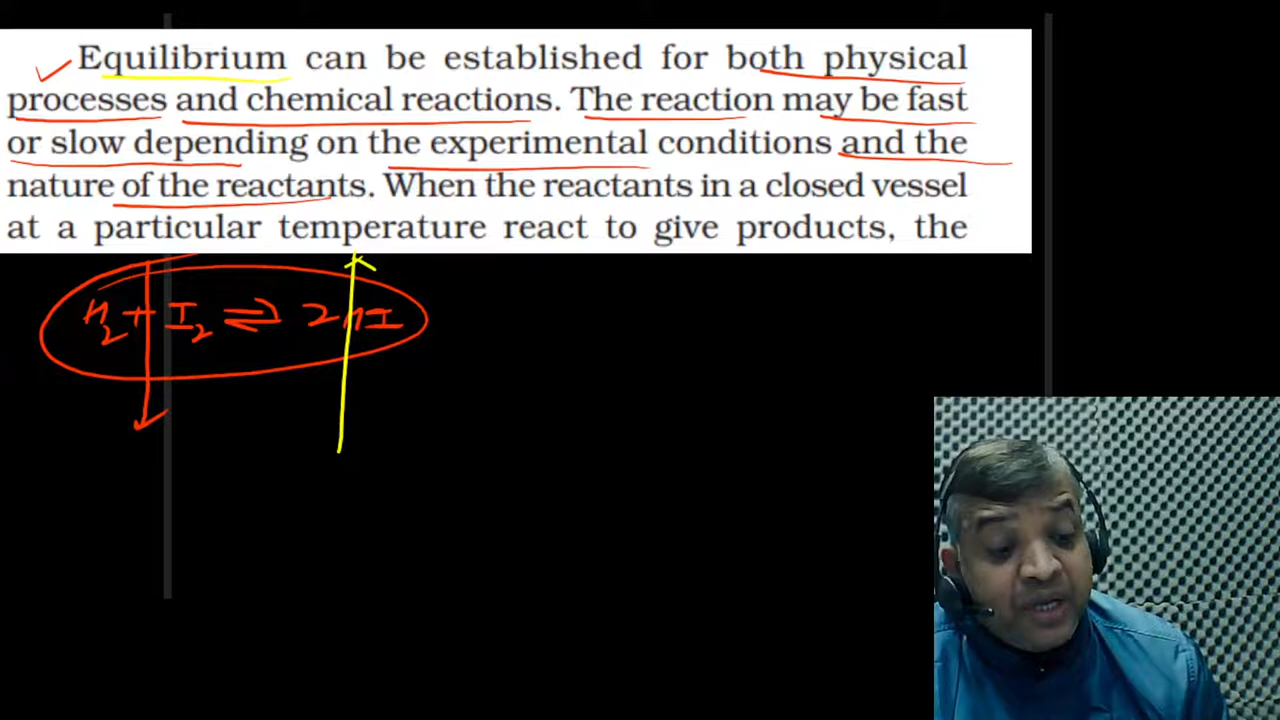 Equilibrium can be established for both physical
processes and chemical reactions. The reaction may be fast
or slow depending on the experimental conditions and the
nature of the reactants. When the reactants in a closed vessel
at a particular temperature react to give products, the
H₂ + I₂ ⇌ 2HI